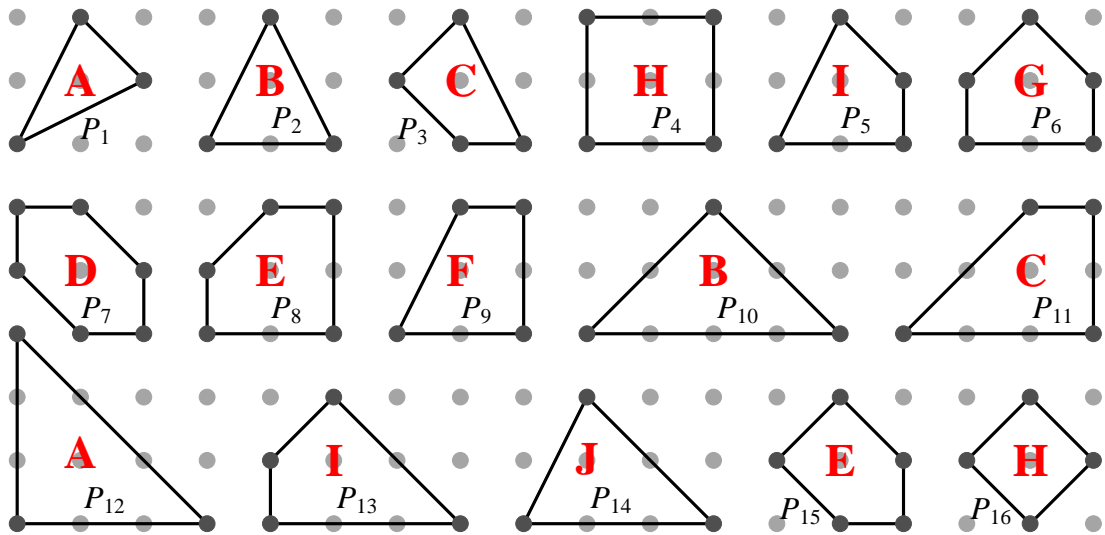 A B C H I G
P1 P2 P3 P4 P5 P6
D E F B C
P7 P8 P9 P10 P11
A I J E H
P12 P13 P14 P15 P16